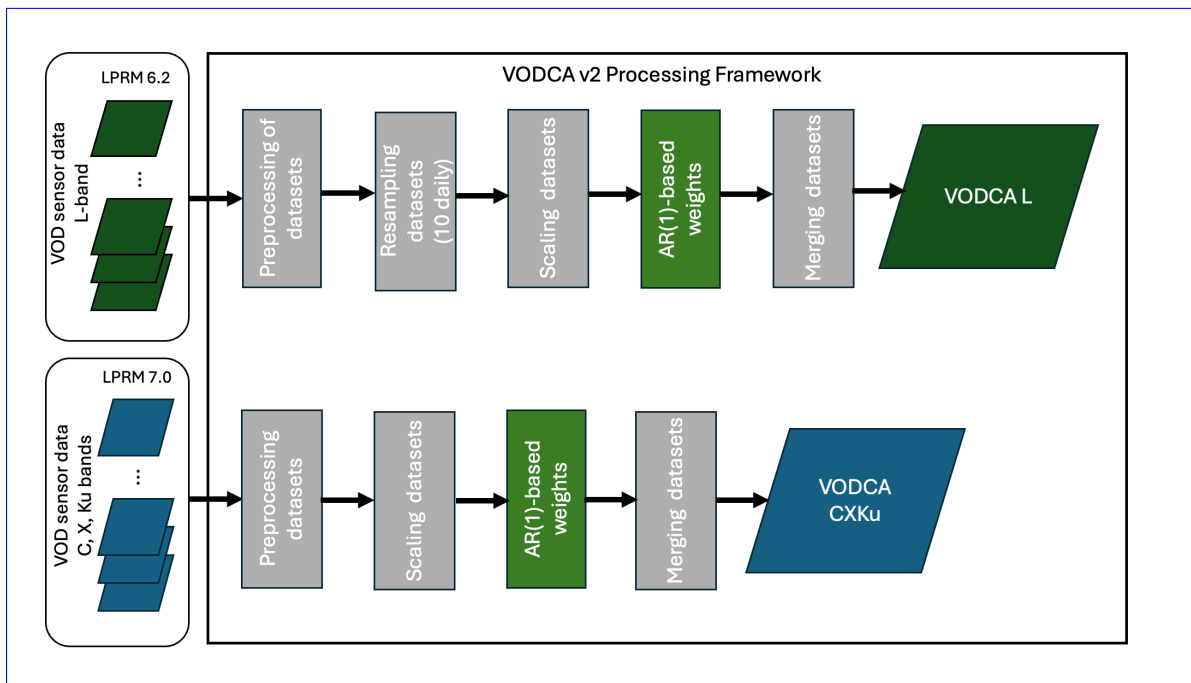 VODCA v2 Processing Framework
LPRM 6.2
VOD sensor data
L-band
...
Preprocessing of
datasets
Resampling
datasets
(10 daily)
Scaling datasets
AR(1)-based
weights
Merging datasets
VODCA L
LPRM 7.0
VOD sensor data
C, X, Ku bands
...
Preprocessing
datasets
Scaling datasets
AR(1)-based
weights
Merging datasets
VODCA
CXKu